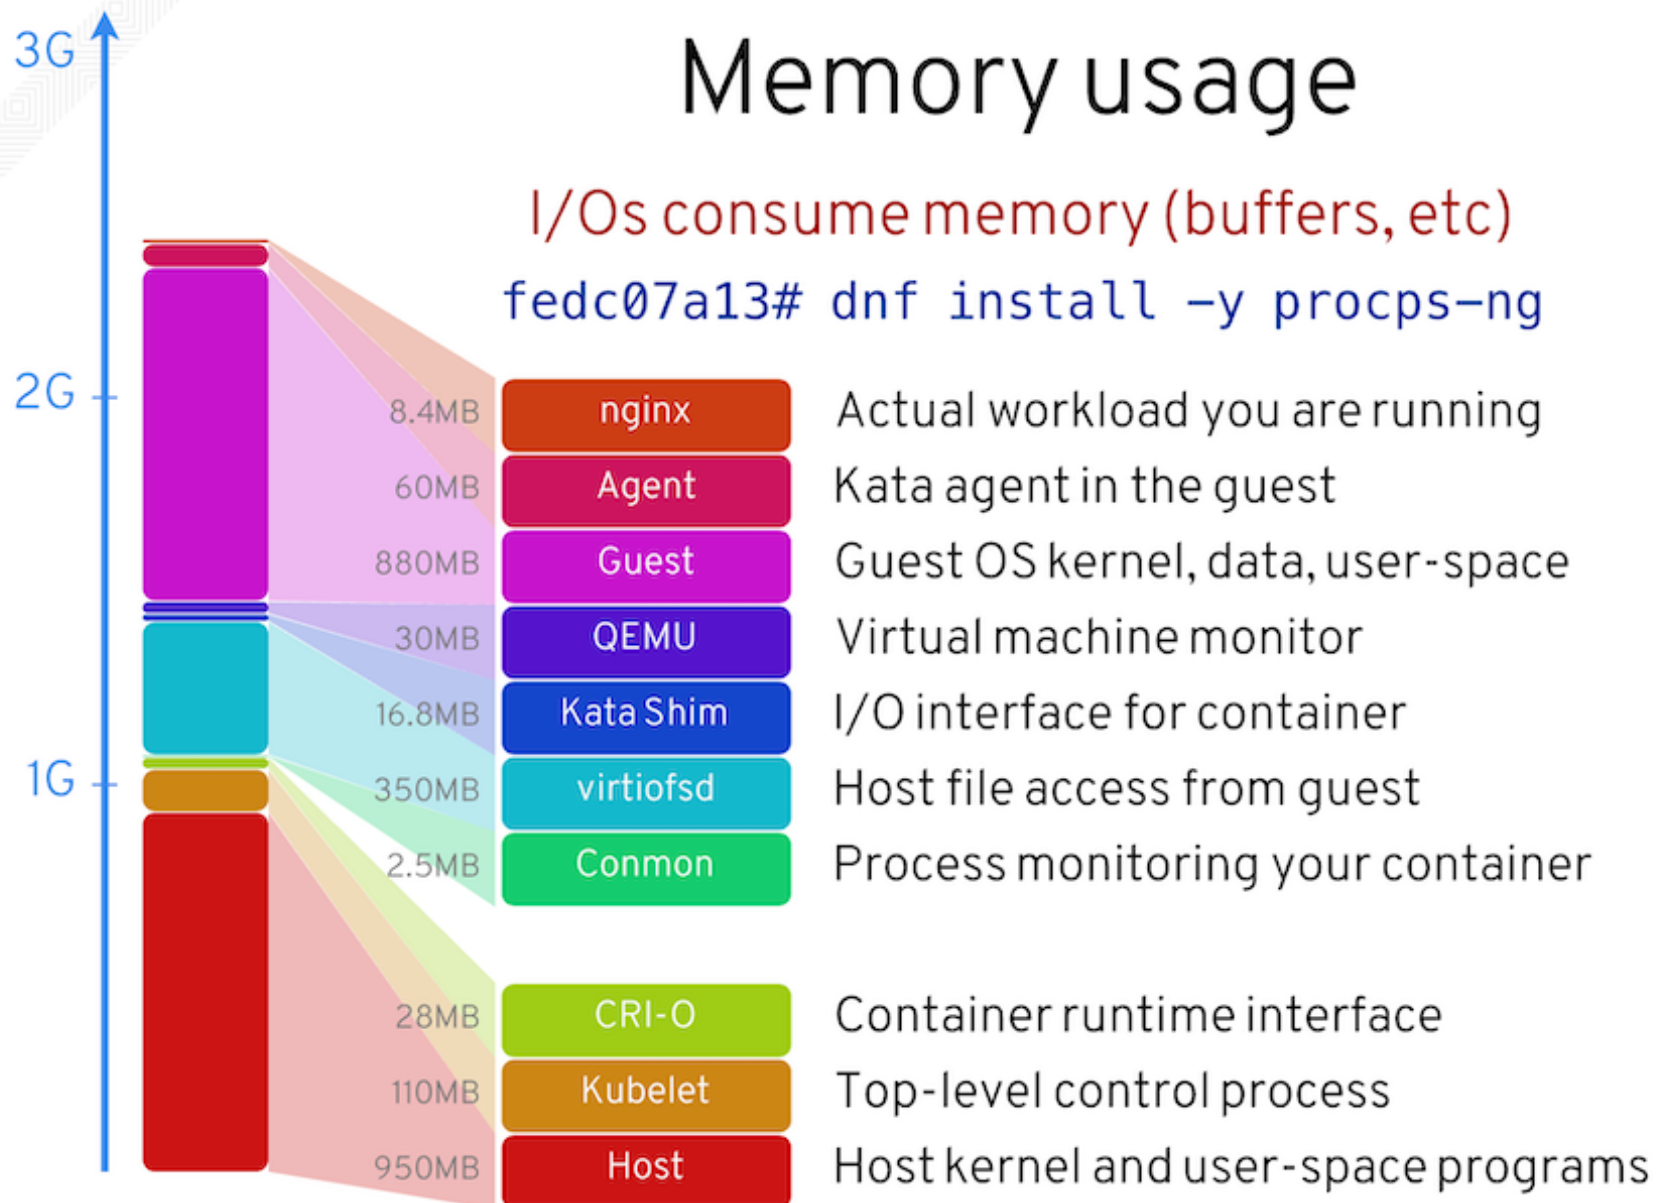 3G
Memory usage
I/Os consume memory (buffers, etc)
fedc07a13# dnf install -y procps-ng
2G
8.4MB nginx Actual workload you are running
60MB Agent Kata agent in the guest
880MB Guest Guest OS kernel, data, user-space
30MB QEMU Virtual machine monitor
16.8MB Kata Shim I/O interface for container
1G
350MB virtiofsd Host file access from guest
2.5MB Conmon Process monitoring your container
28MB CRI-O Container runtime interface
110MB Kubelet Top-level control process
950MB Host Host kernel and user-space programs